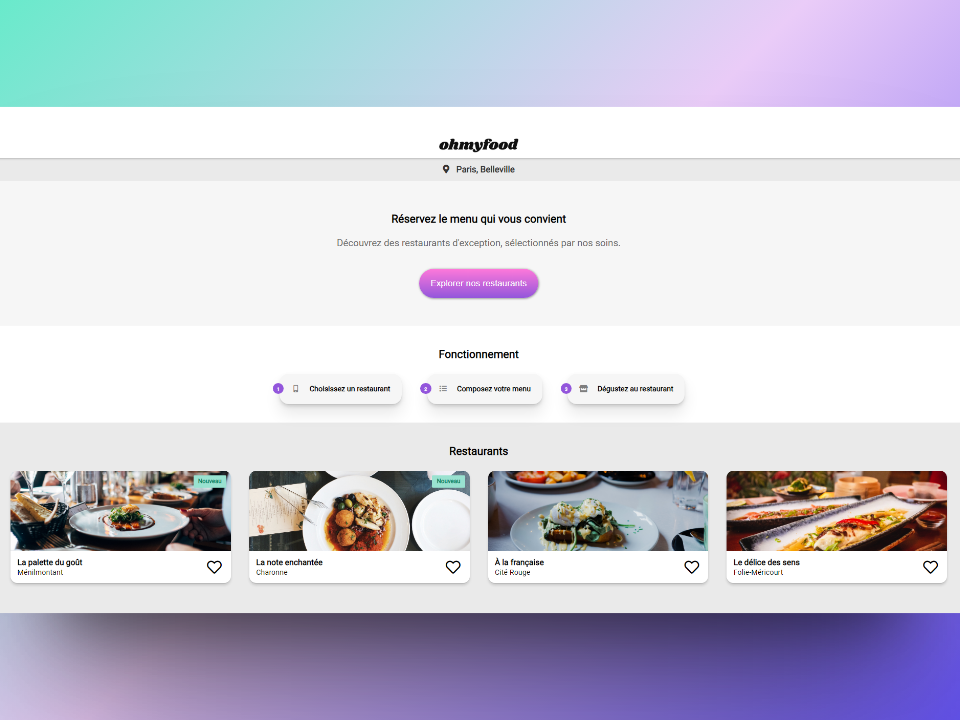 ohmyfood
Paris, Belleville
Réservez le menu qui vous convient
Découvrez des restaurants d'exception, sélectionnés par nos soins.
Explorer nos restaurants
Fonctionnement
1 Choisissez un restaurant
2 Composez votre menu
3 Dégustez au restaurant
Restaurants
Nouveau
La palette du goût
Ménilmontant
Nouveau
La note enchantée
Charonne
À la française
Cité Rouge
Le délice des sens
Folie-Méricourt